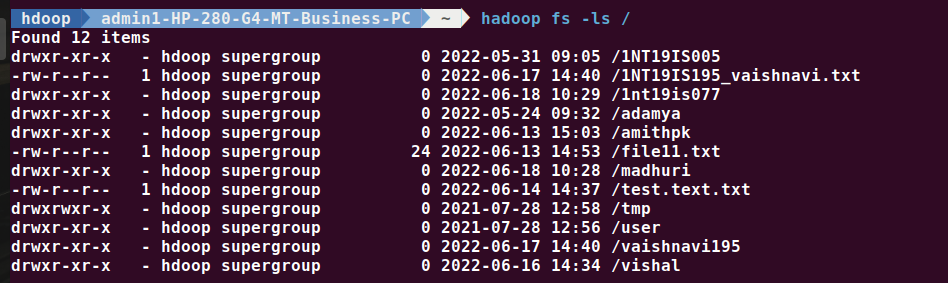 hdoop admin1-HP-280-G4-MT-Business-PC ~ hadoop fs -ls /
Found 12 items
drwxr-xr-x   - hdoop supergroup          0 2022-05-31 09:05 /1NT19IS005
-rw-r--r--   1 hdoop supergroup          0 2022-06-17 14:40 /1NT19IS195_vaishnavi.txt
drwxr-xr-x   - hdoop supergroup          0 2022-06-18 10:29 /1nt19is077
drwxr-xr-x   - hdoop supergroup          0 2022-05-24 09:32 /adamya
drwxr-xr-x   - hdoop supergroup          0 2022-06-13 15:03 /amithpk
-rw-r--r--   1 hdoop supergroup         24 2022-06-13 14:53 /file11.txt
drwxr-xr-x   - hdoop supergroup          0 2022-06-18 10:28 /madhuri
-rw-r--r--   1 hdoop supergroup          0 2022-06-14 14:37 /test.text.txt
drwxrwxr-x   - hdoop supergroup          0 2021-07-28 12:58 /tmp
drwxr-xr-x   - hdoop supergroup          0 2021-07-28 12:56 /user
drwxr-xr-x   - hdoop supergroup          0 2022-06-17 14:40 /vaishnavi195
drwxr-xr-x   - hdoop supergroup          0 2022-06-16 14:34 /vishal